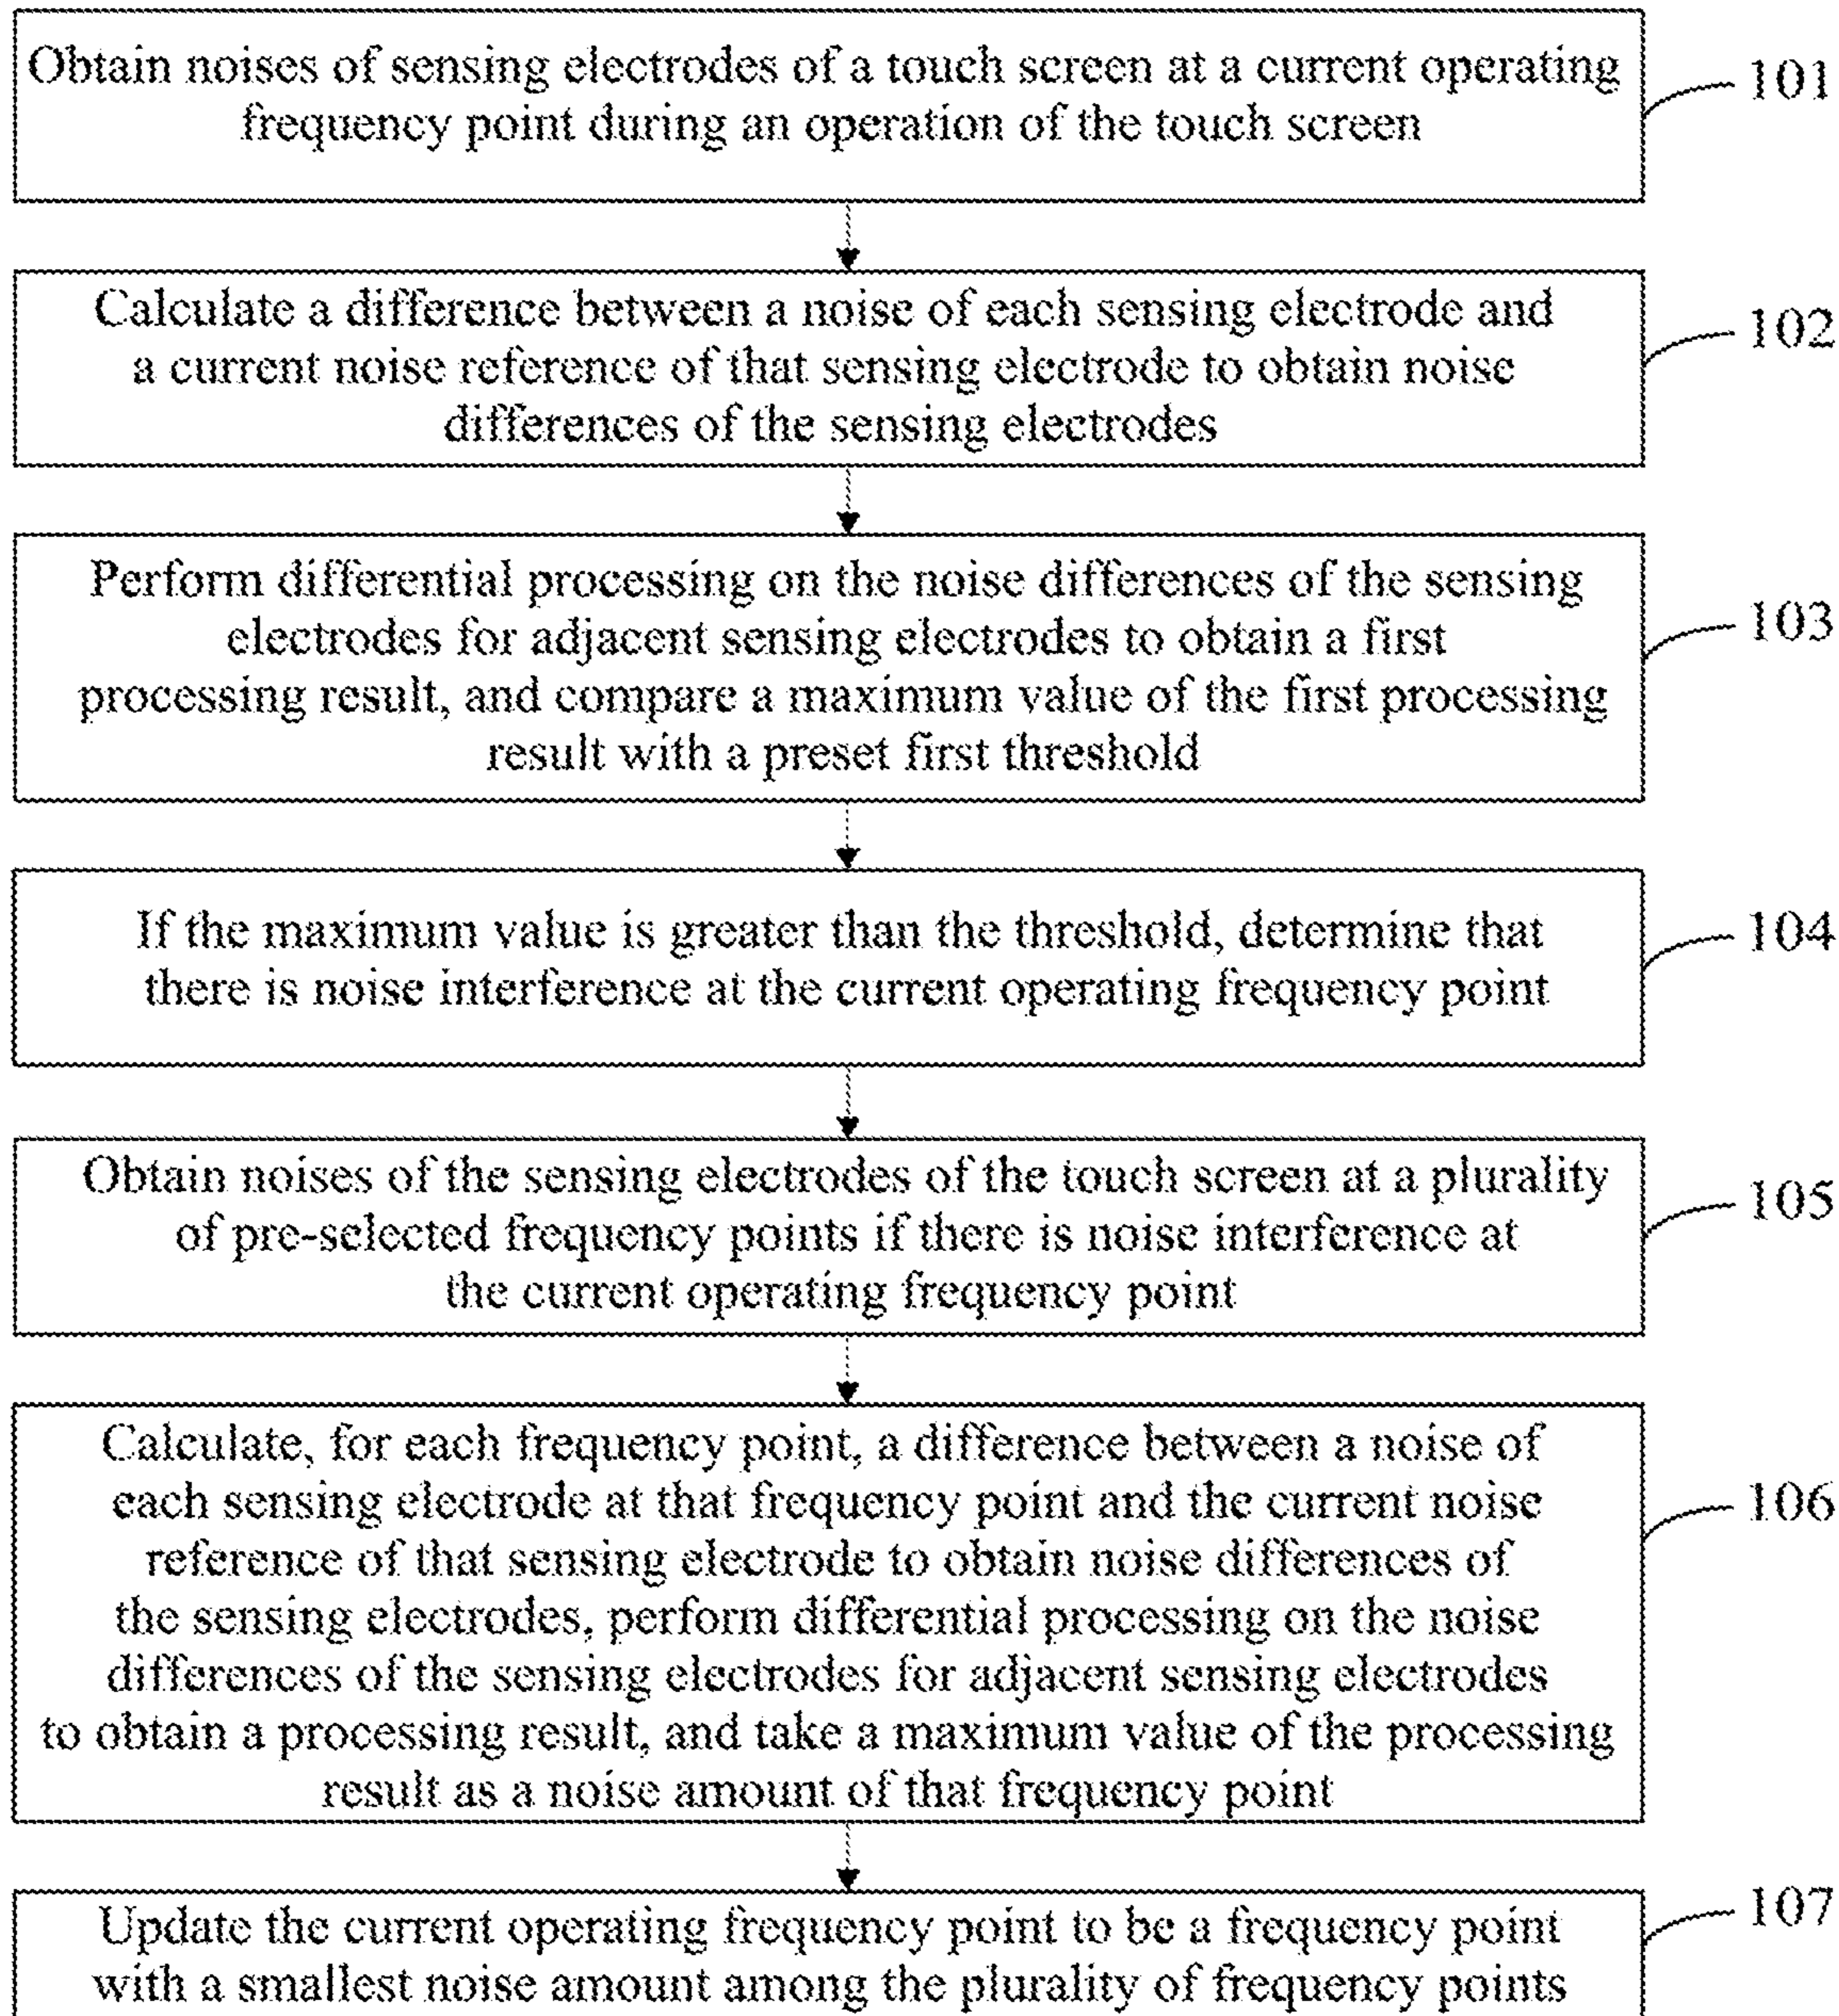 Obtain noises of sensing electrodes of a touch screen at a current operating
frequency point during an operation of the touch screen
101
Calculate a difference between a noise of each sensing electrode and
a current noise reference of that sensing electrode to obtain noise
differences of the sensing electrodes
102
Perform differential processing on the noise differences of the sensing
electrodes for adjacent sensing electrodes to obtain a first
processing result, and compare a maximum value of the first processing
result with a preset first threshold
103
If the maximum value is greater than the threshold, determine that
there is noise interference at the current operating frequency point
104
Obtain noises of the sensing electrodes of the touch screen at a plurality
of pre-selected frequency points if there is noise interference at
the current operating frequency point
105
Calculate, for each frequency point, a difference between a noise of
each sensing electrode at that frequency point and the current noise
reference of that sensing electrode to obtain noise differences of
the sensing electrodes, perform differential processing on the noise
differences of the sensing electrodes for adjacent sensing electrodes
to obtain a processing result, and take a maximum value of the processing
result as a noise amount of that frequency point
106
Update the current operating frequency point to be a frequency point
with a smallest noise amount among the plurality of frequency points
107